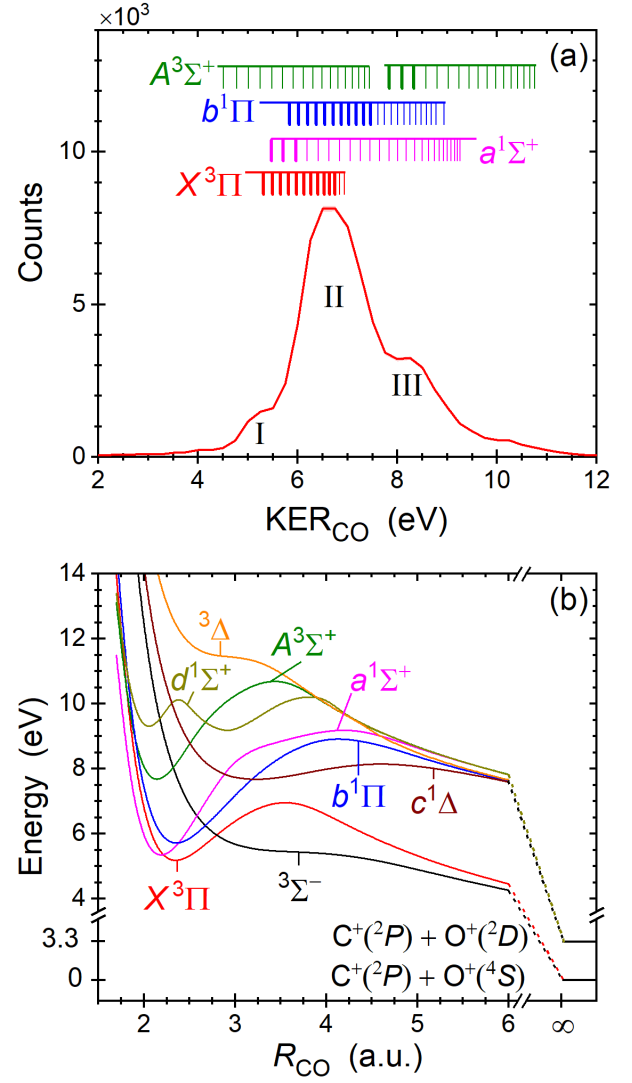 ×10³
(a)
A³Σ⁺
b¹Π
a¹Σ⁺
X³Π
10
5
0
Counts
I
II
III
2 4 6 8 10 12
KER_CO (eV)
(b)
14
12
10
8
6
4
3.3
0
Energy (eV)
³Δ
A³Σ⁺
d¹Σ⁺
a¹Σ⁺
b¹Π
c¹Δ
X³Π
³Σ⁻
C⁺(²P) + O⁺(²D)
C⁺(²P) + O⁺(⁴S)
2 3 4 5 6 ∞
R_CO (a.u.)